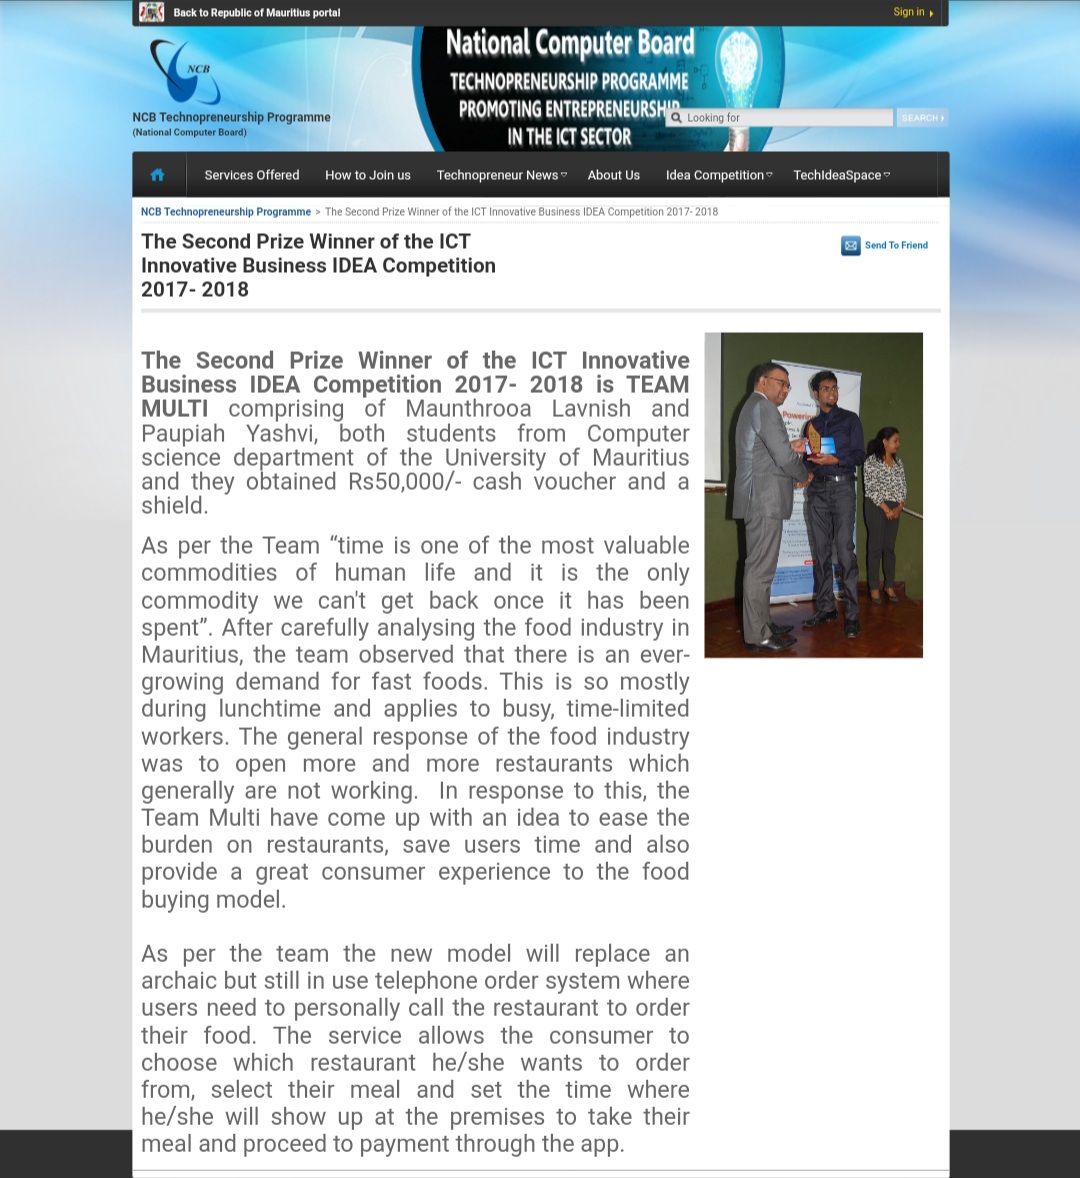 Back to Republic of Mauritius portal
Sign in
NCB
National Computer Board
TECHNOPRENEURSHIP PROGRAMME
PROMOTING ENTREPRENEURSHIP
IN THE ICT SECTOR
NCB Technopreneurship Programme
(National Computer Board)
Looking for
SEARCH
Services Offered How to Join us Technopreneur News About Us Idea Competition TechIdeaSpace
NCB Technopreneurship Programme > The Second Prize Winner of the ICT Innovative Business IDEA Competition 2017- 2018
The Second Prize Winner of the ICT
Innovative Business IDEA Competition
2017- 2018
Send To Friend
The Second Prize Winner of the ICT Innovative
Business IDEA Competition 2017- 2018 is TEAM
MULTI comprising of Maunthrooa Lavnish and
Paupiah Yashvi, both students from Computer
science department of the University of Mauritius
and they obtained Rs50,000/- cash voucher and a
shield.
As per the Team “time is one of the most valuable
commodities of human life and it is the only
commodity we can't get back once it has been
spent”. After carefully analysing the food industry in
Mauritius, the team observed that there is an ever-
growing demand for fast foods. This is so mostly
during lunchtime and applies to busy, time-limited
workers. The general response of the food industry
was to open more and more restaurants which
generally are not working. In response to this, the
Team Multi have come up with an idea to ease the
burden on restaurants, save users time and also
provide a great consumer experience to the food
buying model.
As per the team the new model will replace an
archaic but still in use telephone order system where
users need to personally call the restaurant to order
their food. The service allows the consumer to
choose which restaurant he/she wants to order
from, select their meal and set the time where
he/she will show up at the premises to take their
meal and proceed to payment through the app.